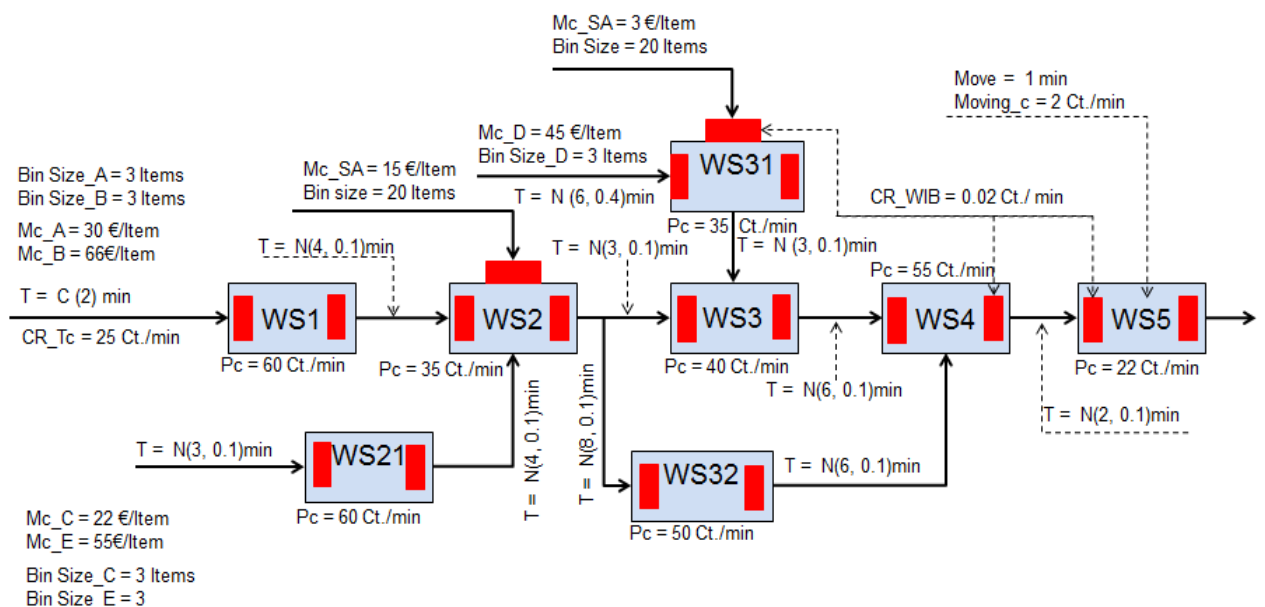 Mc_SA = 3 €/Item
Bin Size = 20 Items
Move = 1 min
Moving_c = 2 Ct./min
Mc_D = 45 €/Item
Bin Size_D = 3 Items
T = N (6, 0.4)min
WS31
Pc = 35 Ct./min
T = N (3, 0.1)min
CR_WIB = 0.02 Ct./ min
Mc_SA = 15 €/Item
Bin size = 20 Items
Bin Size_A = 3 Items
Bin Size_B = 3 Items
Mc_A = 30 €/Item
Mc_B = 66€/Item
T = C (2) min
CR_Tc = 25 Ct./min
T = N(4, 0.1)min
T = N(3, 0.1)min
Pc = 55 Ct./min
WS1
WS2
WS3
WS4
WS5
Pc = 60 Ct./min
Pc = 35 Ct./min
Pc = 40 Ct./min
Pc = 22 Ct./min
T = N(6, 0.1)min
T = N(2, 0.1)min
T = N(3, 0.1)min
WS21
Pc = 60 Ct./min
T = N(4, 0.1)min
T = N(8, 0.1)min
WS32
T = N(6, 0.1)min
Pc = 50 Ct./min
Mc_C = 22 €/Item
Mc_E = 55€/Item
Bin Size_C = 3 Items
Bin Size_E = 3